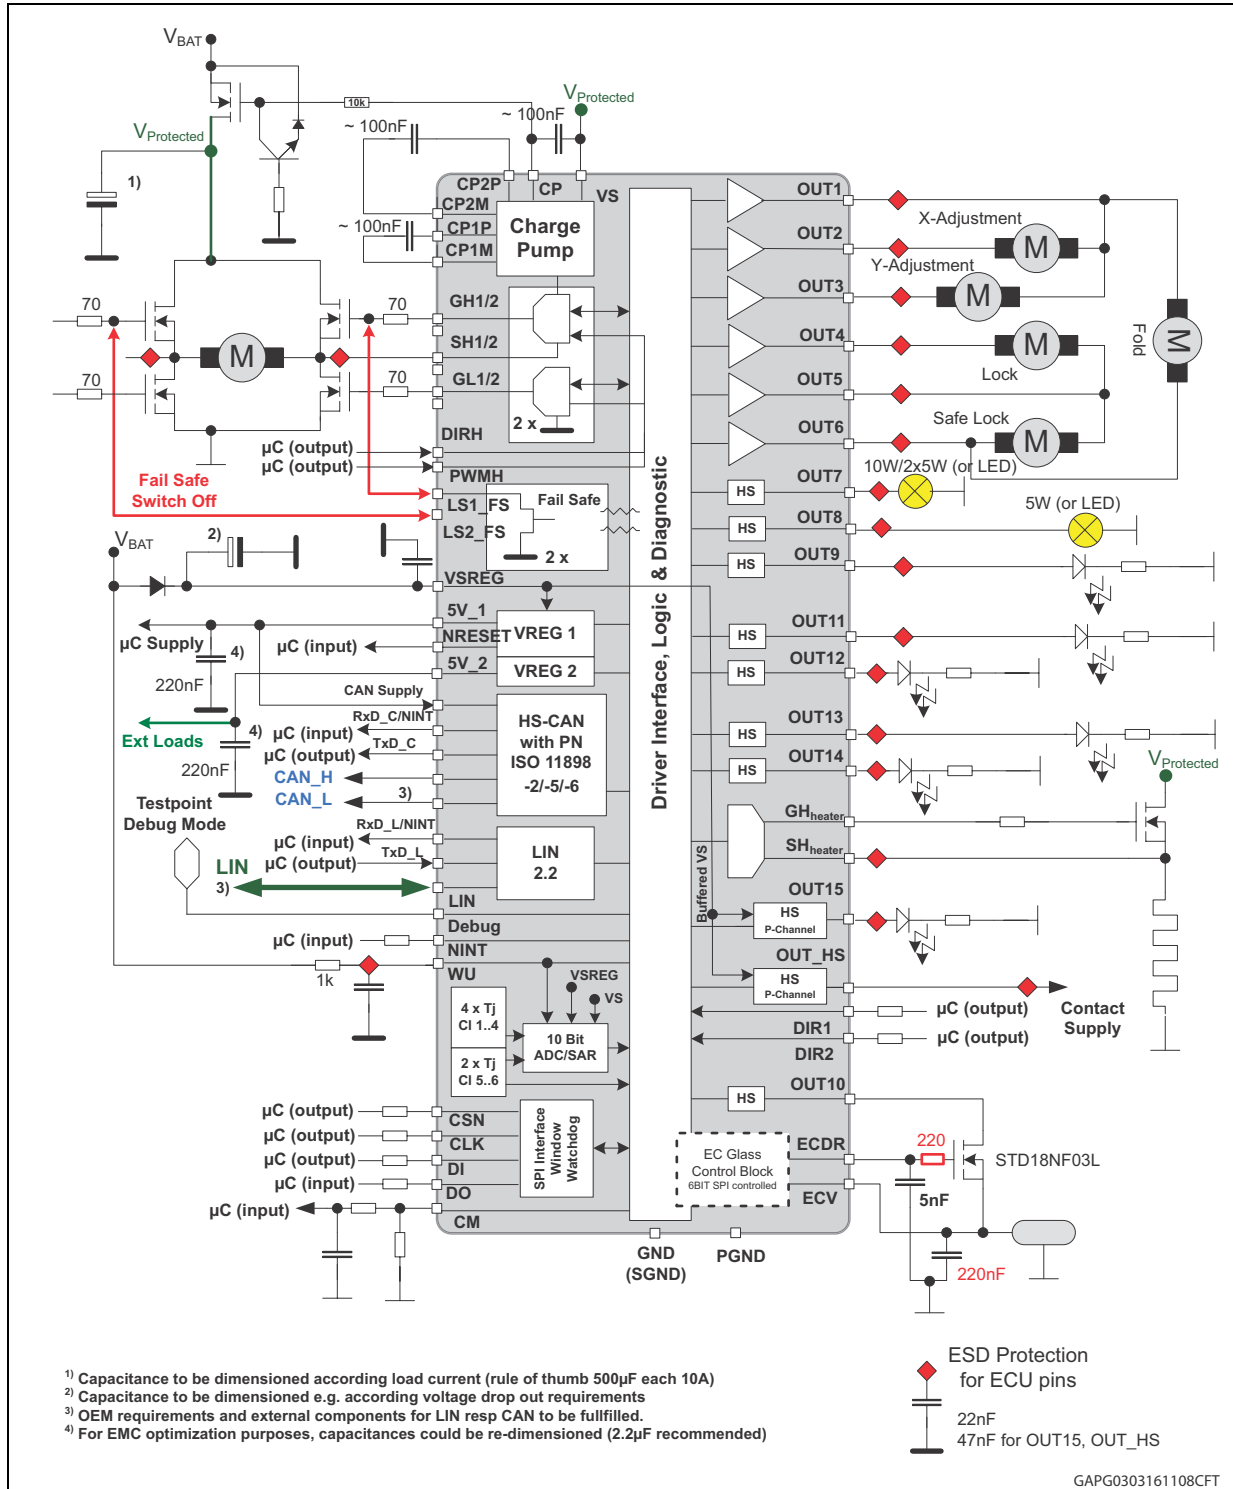 VBAT
10k
VProtected
~ 100nF
~ 100nF
VProtected
1)
CP2P
CP
VS
CP2M
CP1P
CP1M
~ 100nF
Charge
Pump
OUT1
X-Adjustment
OUT2
M
Y-Adjustment
OUT3
M
OUT4
M
Lock
M
Fold
OUT5
Safe Lock
OUT6
M
70
70
GH1/2
M
SH1/2
70
70
GL1/2
2 x
µC (output)
DIRH
µC (output)
PWMH
Fail Safe
Switch Off
LS1_FS
LS2_FS
Fail Safe
2 x
10W/2x5W (or LED)
OUT7
HS
5W (or LED)
OUT8
HS
OUT9
HS
VBAT
2)
VSREG
5V_1
µC Supply
4)
220nF
µC (input)
NRESET
VREG 1
5V_2
VREG 2
CAN Supply
Ext Loads
4)
220nF
RxD_C/NINT
µC (input)
TxD_C
µC (output)
CAN_H
CAN_L
3)
HS-CAN
with PN
ISO 11898
-2/-5/-6
Driver Interface, Logic & Diagnostic
OUT11
HS
OUT12
HS
OUT13
HS
OUT14
HS
VProtected
GHheater
SHheater
Testpoint
Debug Mode
RxD_L/NINT
µC (input)
TxD_L
µC (output)
LIN
3)
LIN
2.2
LIN
Debug
µC (input)
NINT
WU
1k
Buffered VS
OUT15
HS
P-Channel
OUT_HS
HS
P-Channel
Contact
Supply
VSREG
VS
4 x Tj
Cl 1..4
2 x Tj
Cl 5..6
10 Bit
ADC/SAR
µC (output)
DIR1
µC (output)
DIR2
OUT10
HS
µC (output)
CSN
µC (output)
CLK
µC (output)
DI
µC (input)
DO
µC (input)
CM
SPI Interface
Window
Watchdog
EC Glass
Control Block
6BIT SPI controlled
ECDR
ECV
220
STD18NF03L
5nF
220nF
GND
(SGND)
PGND
1) Capacitance to be dimensioned according load current (rule of thumb 500µF each 10A)
2) Capacitance to be dimensioned e.g. according voltage drop out requirements
3) OEM requirements and external components for LIN resp CAN to be fullfilled.
4) For EMC optimization purposes, capacitances could be re-dimensioned (2.2µF recommended)
ESD Protection
for ECU pins
22nF
47nF for OUT15, OUT_HS
GAPG0303161108CFT